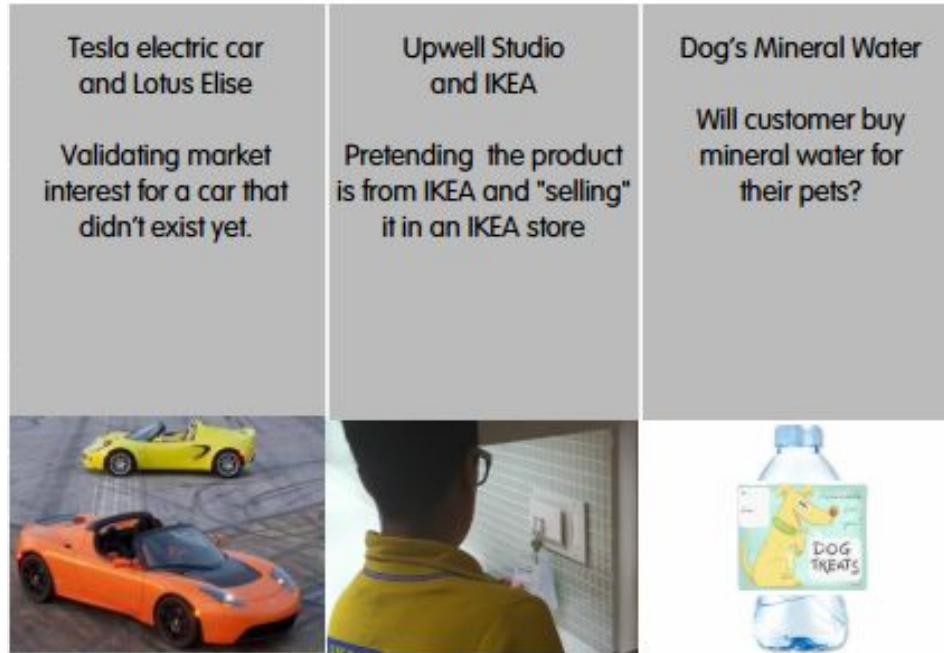 Tesla electric car
and Lotus Elise
Validating market
interest for a car that
didn't exist yet.
Upwell Studio
and IKEA
Pretending the product
is from IKEA and "selling"
it in an IKEA store
Dog's Mineral Water
Will customer buy
mineral water for
their pets?
DOG
TREATS